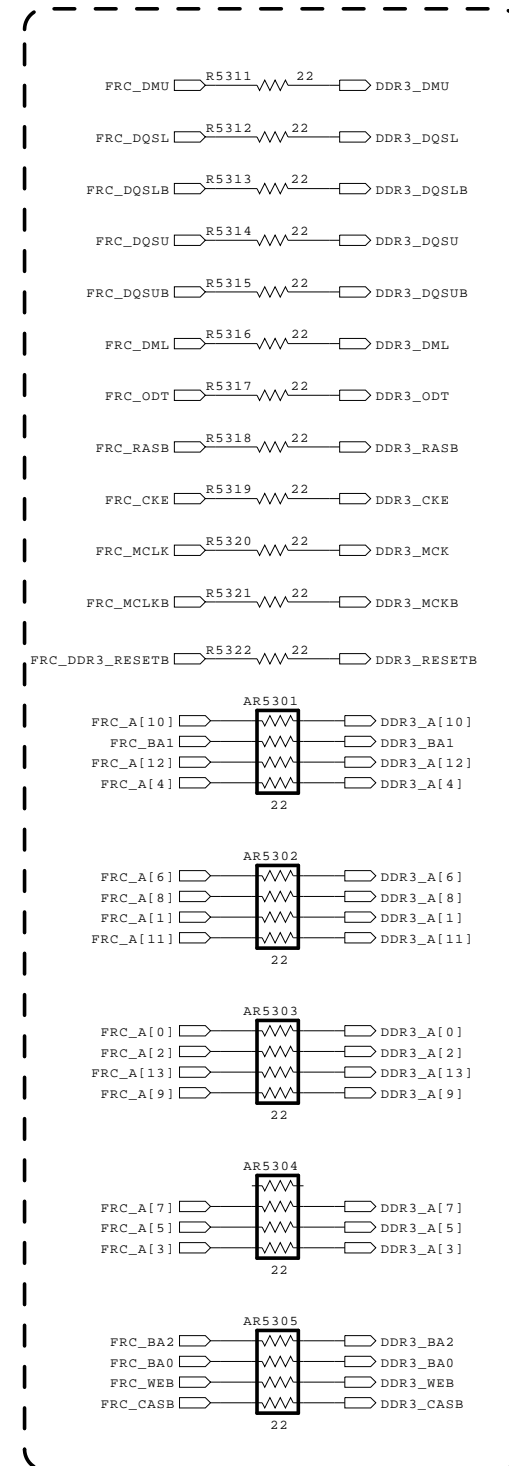 FRC_DMU R5311 22 DDR3_DMU
FRC_DQSL R5312 22 DDR3_DQSL
FRC_DQSLB R5313 22 DDR3_DQSLB
FRC_DQSU R5314 22 DDR3_DQSU
FRC_DQSUB R5315 22 DDR3_DQSUB
FRC_DML R5316 22 DDR3_DML
FRC_ODT R5317 22 DDR3_ODT
FRC_RASB R5318 22 DDR3_RASB
FRC_CKE R5319 22 DDR3_CKE
FRC_MCLK R5320 22 DDR3_MCK
FRC_MCLKB R5321 22 DDR3_MCKB
FRC_DDR3_RESETB R5322 22 DDR3_RESETB
AR5301
FRC_A[10] DDR3_A[10]
FRC_BA1 DDR3_BA1
FRC_A[12] DDR3_A[12]
FRC_A[4] DDR3_A[4]
22
AR5302
FRC_A[6] DDR3_A[6]
FRC_A[8] DDR3_A[8]
FRC_A[1] DDR3_A[1]
FRC_A[11] DDR3_A[11]
22
AR5303
FRC_A[0] DDR3_A[0]
FRC_A[2] DDR3_A[2]
FRC_A[13] DDR3_A[13]
FRC_A[9] DDR3_A[9]
22
AR5304
FRC_A[7] DDR3_A[7]
FRC_A[5] DDR3_A[5]
FRC_A[3] DDR3_A[3]
22
AR5305
FRC_BA2 DDR3_BA2
FRC_BA0 DDR3_BA0
FRC_WEB DDR3_WEB
FRC_CASB DDR3_CASB
22